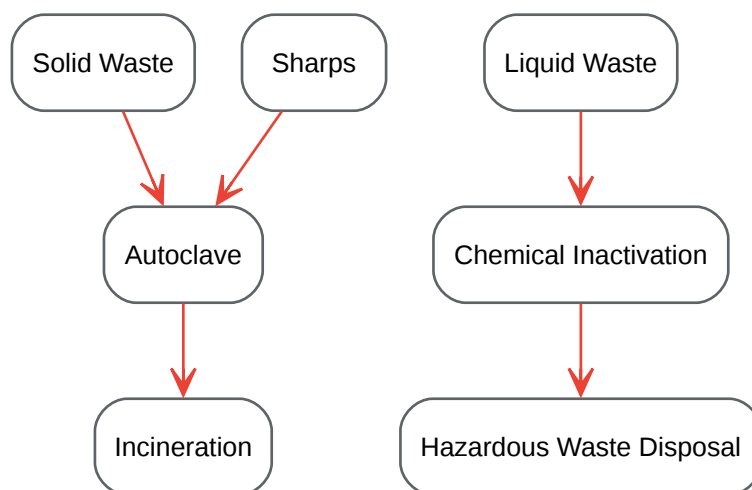 Solid Waste
Sharps
Liquid Waste
Autoclave
Chemical Inactivation
Incineration
Hazardous Waste Disposal